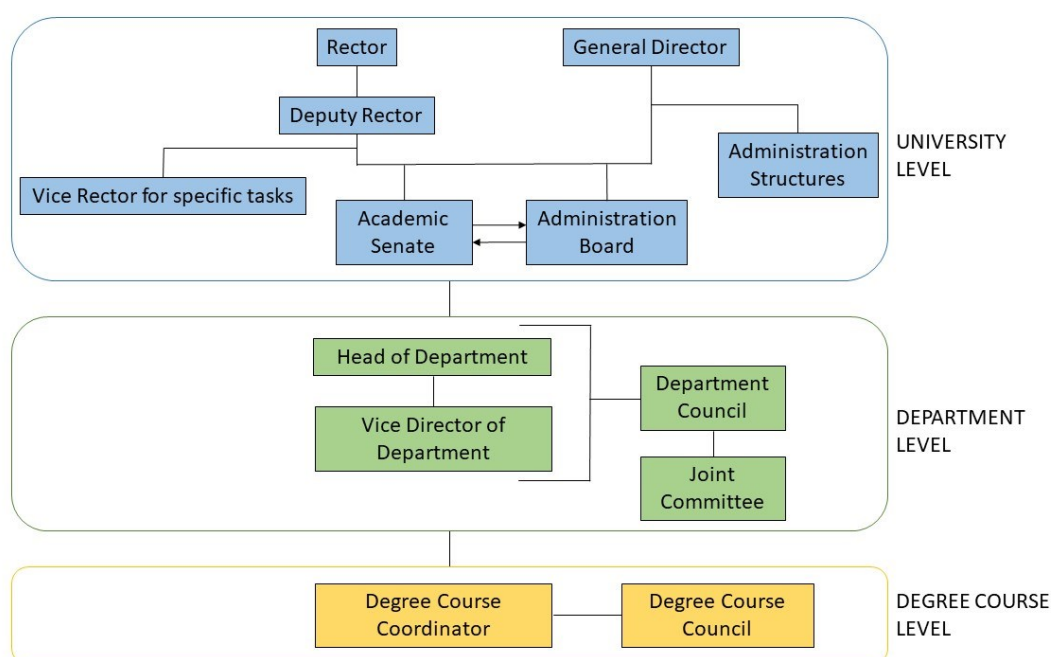 Rector
General Director
Deputy Rector
Administration
Structures
UNIVERSITY
LEVEL
Vice Rector for specific tasks
Academic
Senate
Administration
Board
Head of Department
Vice Director of
Department
Department
Council
Joint
Committee
DEPARTMENT
LEVEL
Degree Course
Coordinator
Degree Course
Council
DEGREE COURSE
LEVEL